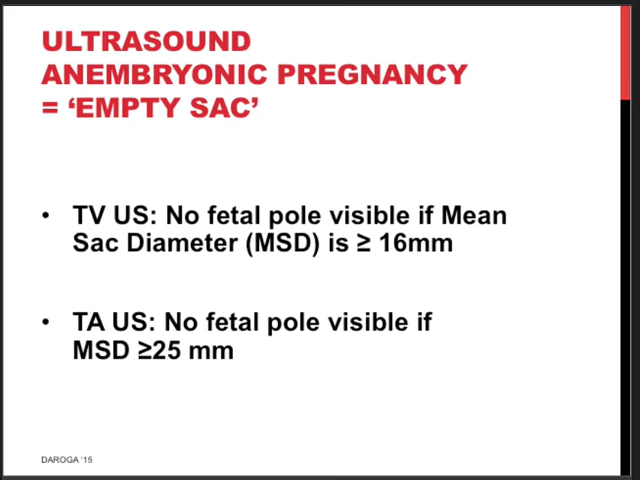 ULTRASOUND
ANEMBRYONIC PREGNANCY
= ‘EMPTY SAC’
• TV US: No fetal pole visible if Mean
Sac Diameter (MSD) is ≥ 16mm
• TA US: No fetal pole visible if
MSD ≥25 mm
DAROGA ‘15